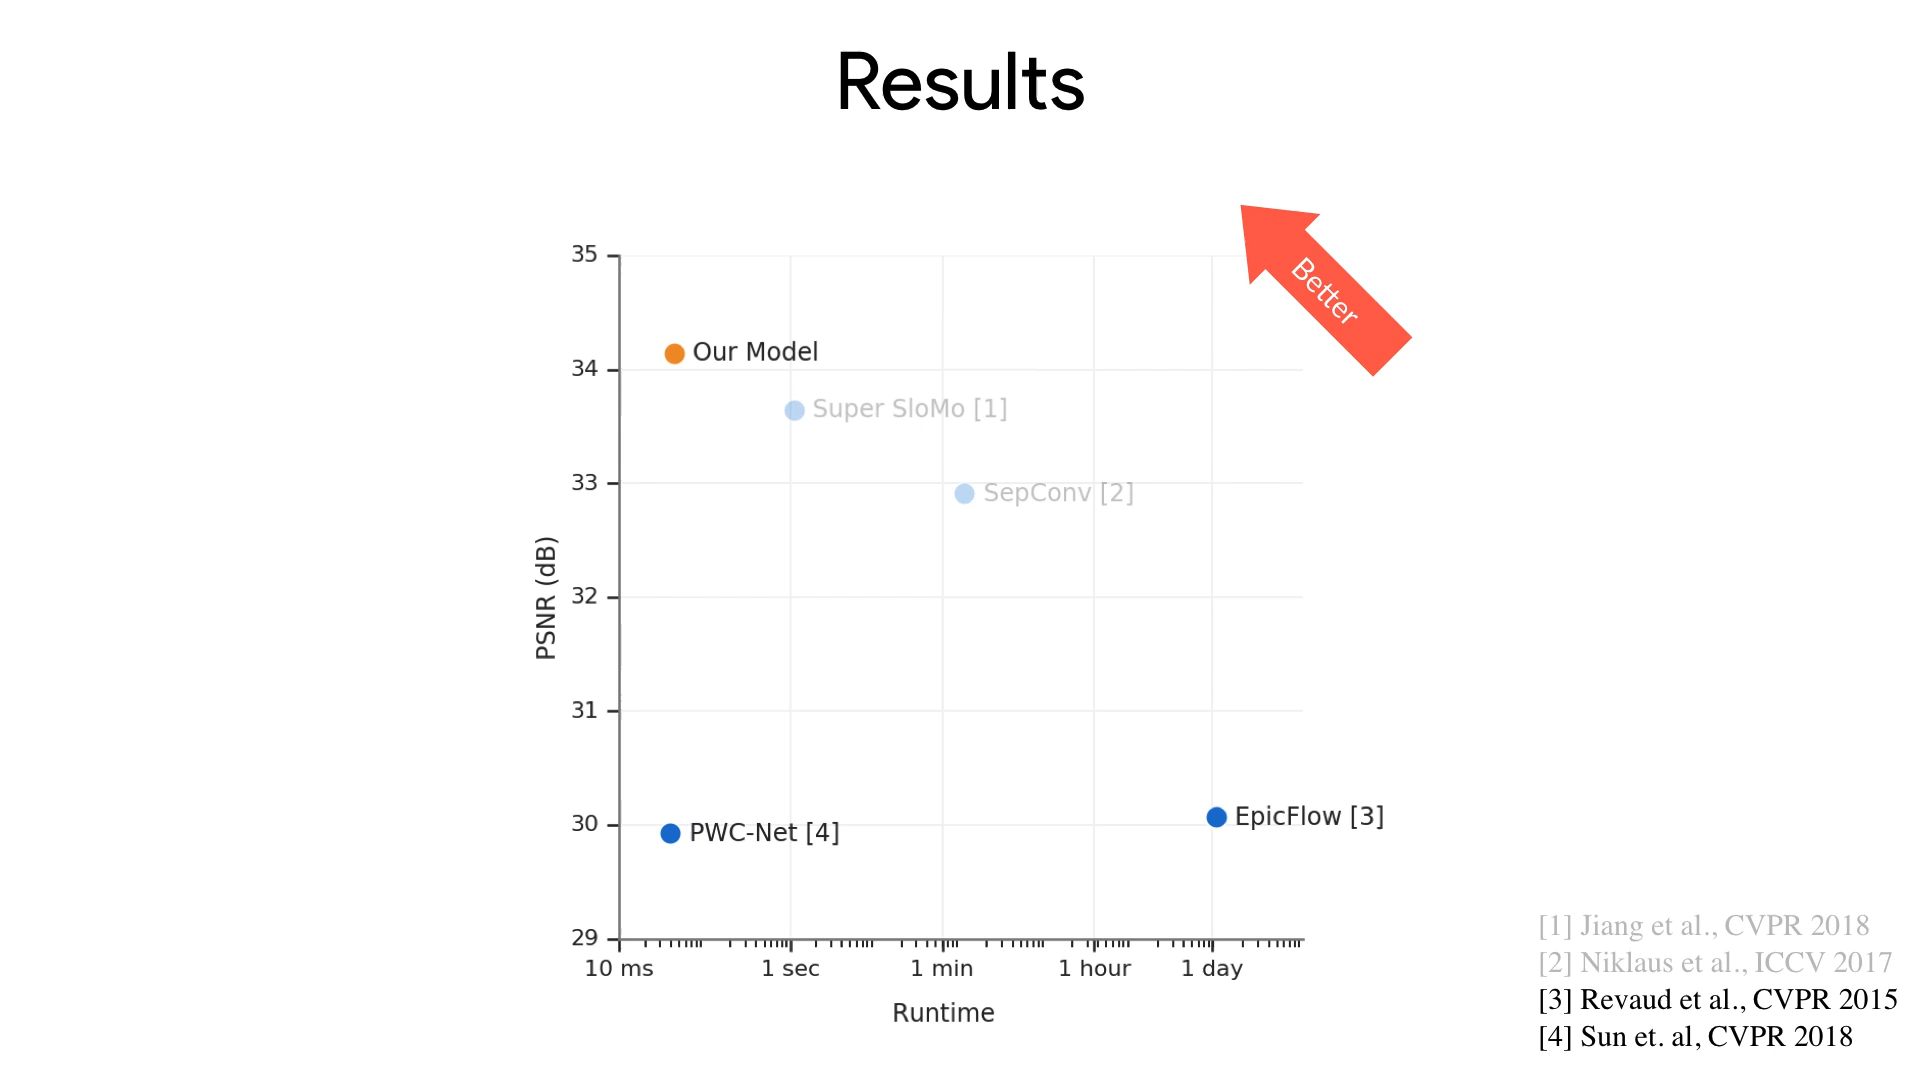 Results
Better
35
34
33
32
31
30
29
PSNR (dB)
Our Model
Super SloMo [1]
SepConv [2]
EpicFlow [3]
PWC-Net [4]
10 ms
1 sec
1 min
1 hour
1 day
Runtime
[1] Jiang et al., CVPR 2018
[2] Niklaus et al., ICCV 2017
[3] Revaud et al., CVPR 2015
[4] Sun et. al, CVPR 2018